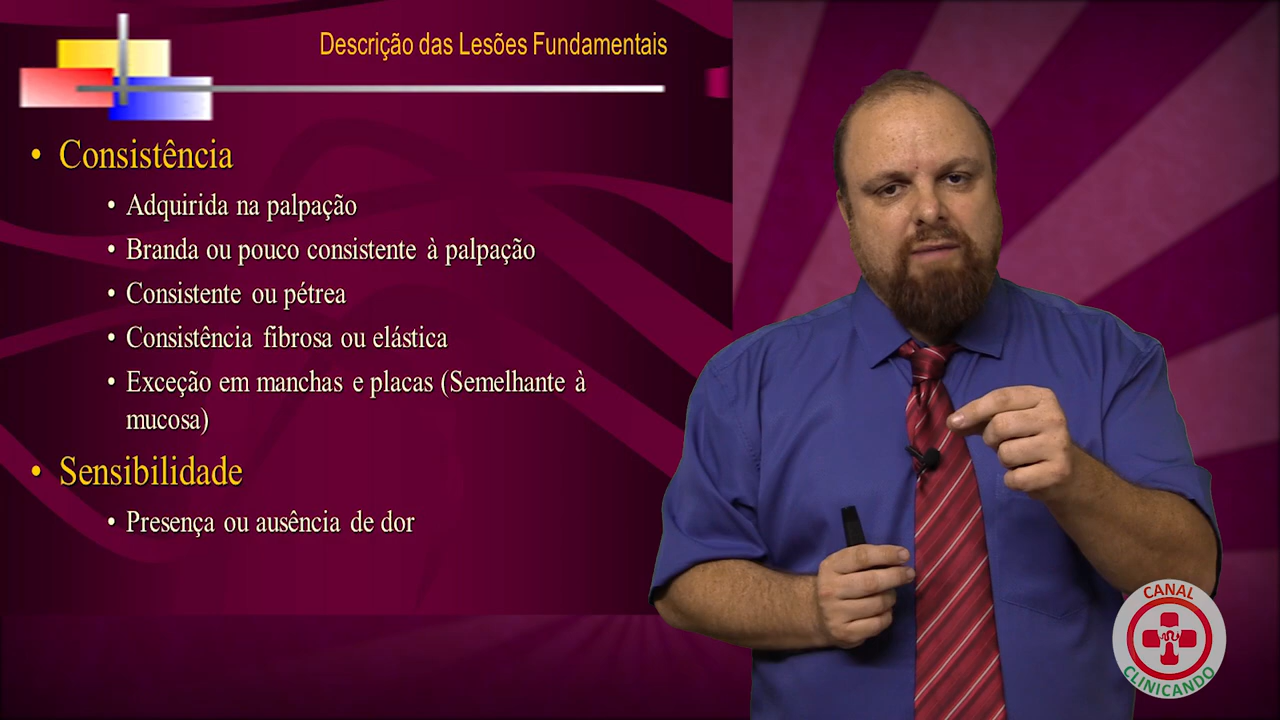 Descrição das Lesões Fundamentais
• Consistência
• Adquirida na palpação
• Branda ou pouco consistente à palpação
• Consistente ou pétrea
• Consistência fibrosa ou elástica
• Exceção em manchas e placas (Semelhante à
mucosa)
• Sensibilidade
• Presença ou ausência de dor
CANAL
CLINICANDO